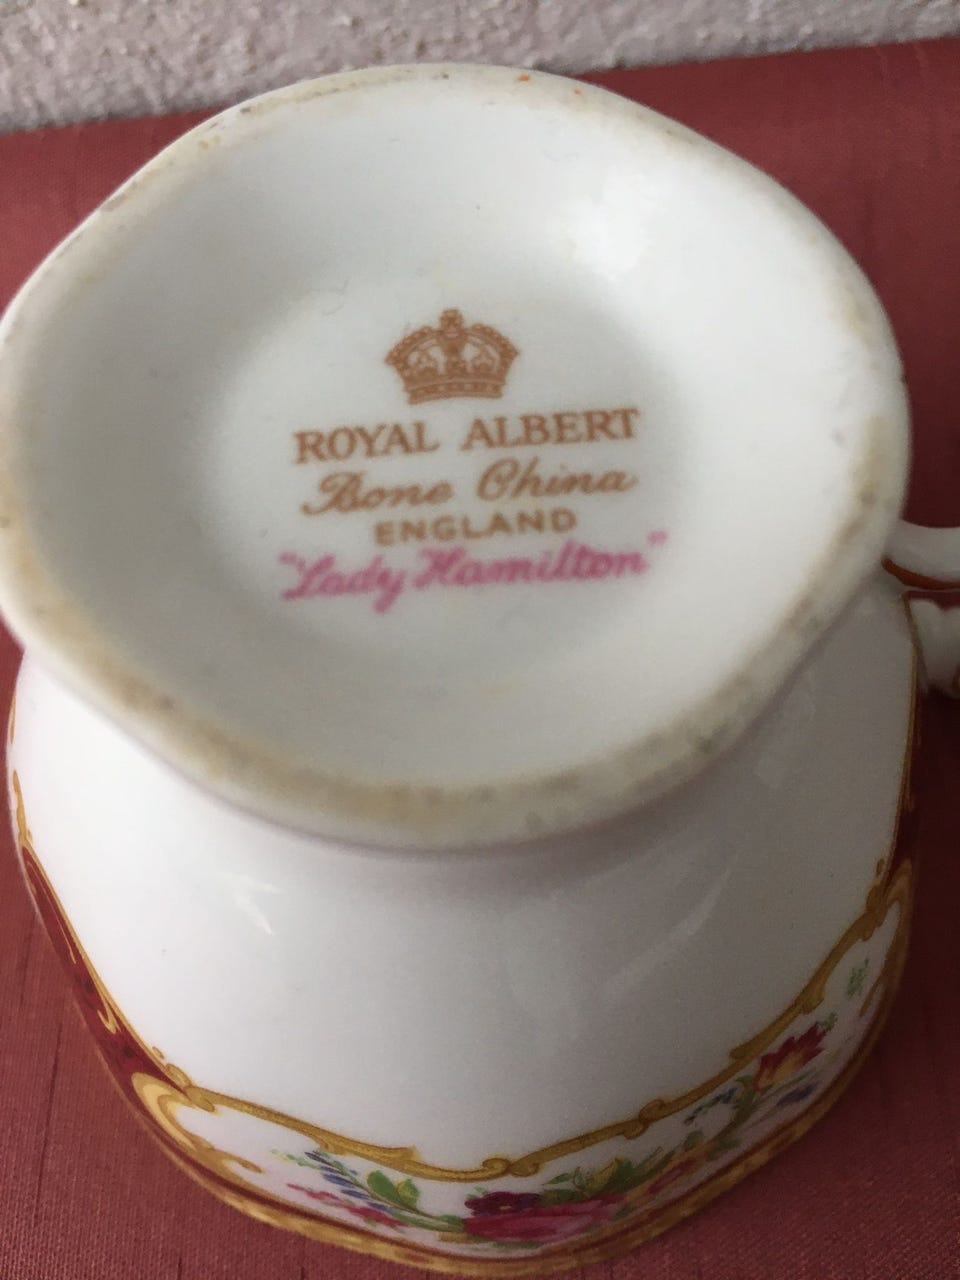 ROYAL ALBERT
Bone China
ENGLAND
"Lady Hamilton"